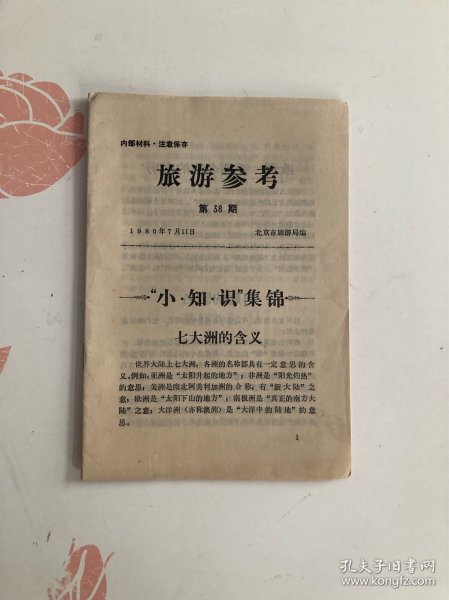 内部材料·注意保存
旅游参考
第38期
1980年7月11日 北京市旅游局编
“小·知·识”集锦
七大洲的含义
世界大陆上七大洲，各洲的名称都具有一定意思的含
义。例如：亚洲是“太阳升起的地方”；非洲是“阳光灼热”
的意思；美洲是南北阿美利加洲的合称，有“新大陆”之
意；欧洲是“太阳下山的地方”；南极洲是“真正的南方大
陆”之意；大洋洲（亦称澳洲）是“大洋中的陆地”的意
思。
1
孔夫子旧书网
www.kongfz.com